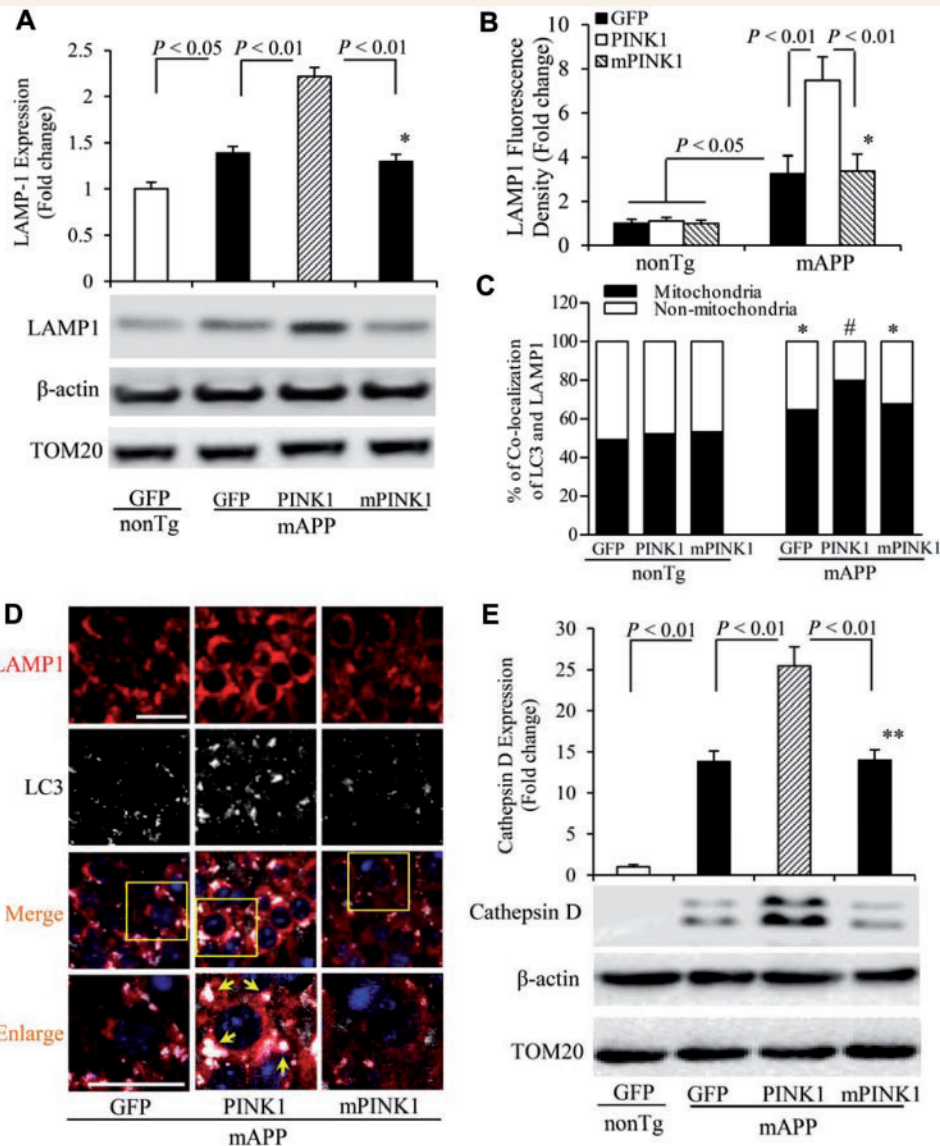 A
P < 0.05
P < 0.01
P < 0.01
2.5
2
1.5
1
0.5
0
LAMP-1 Expression
(Fold change)
*
LAMP1
β-actin
TOM20
GFP
GFP
PINK1
mPINK1
nonTg
mAPP
B
GFP
PINK1
mPINK1
P < 0.01
P < 0.01
P < 0.05
*
10
8
6
4
2
0
LAMP1 Fluorescence
Density (Fold change)
nonTg
mAPP
C
Mitochondria
Non-mitochondria
120
100
80
60
40
20
0
% of Co-localization
of LC3 and LAMP1
*
#
*
GFP
PINK1
mPINK1
GFP
PINK1
mPINK1
nonTg
mAPP
D
LAMP1
LC3
Merge
Enlarge
GFP
PINK1
mPINK1
mAPP
E
P < 0.01
P < 0.01
P < 0.01
30
25
20
15
10
5
0
Cathepsin D Expression
(Fold change)
**
Cathepsin D
β-actin
TOM20
GFP
GFP
PINK1
mPINK1
nonTg
mAPP